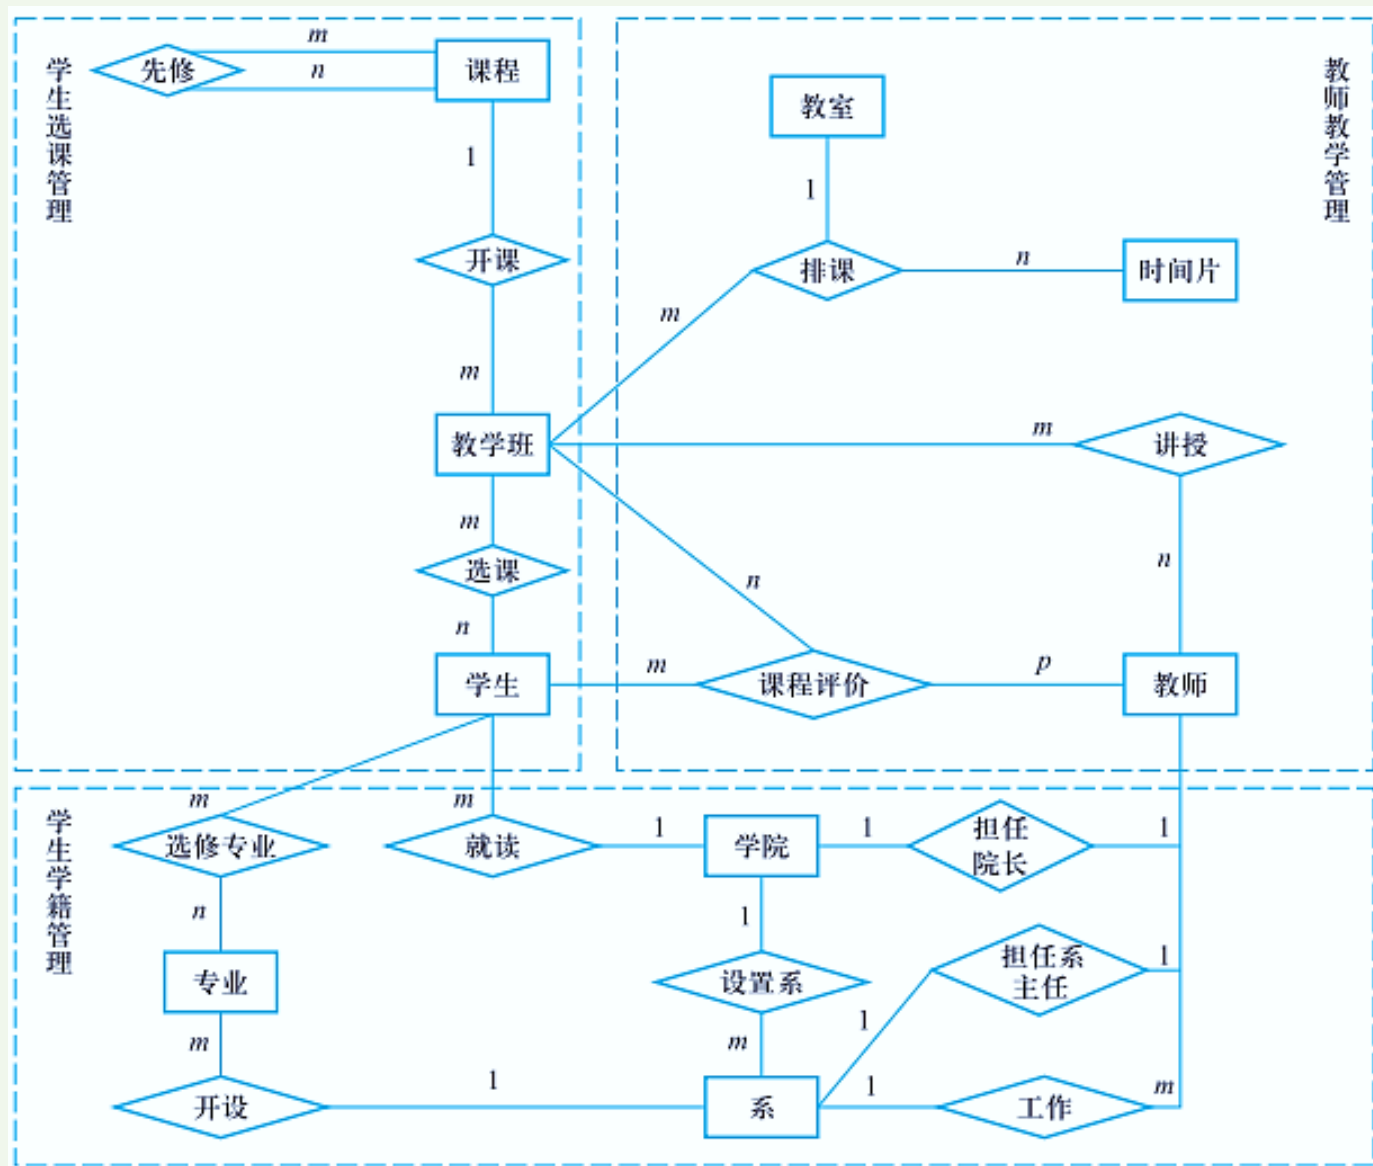 学生选课管理
m
先修
n
课程
1
开课
m
教学班
m
选课
n
学生
教师教学管理
教室
1
排课
n
时间片
m
m
讲授
n
n
m
课程评价
p
教师
学生学籍管理
m
选修专业
m
就读
1
学院
1
担任
院长
1
n
专业
1
设置系
担任系
主任
1
m
m
1
开设
1
系
1
工作
m